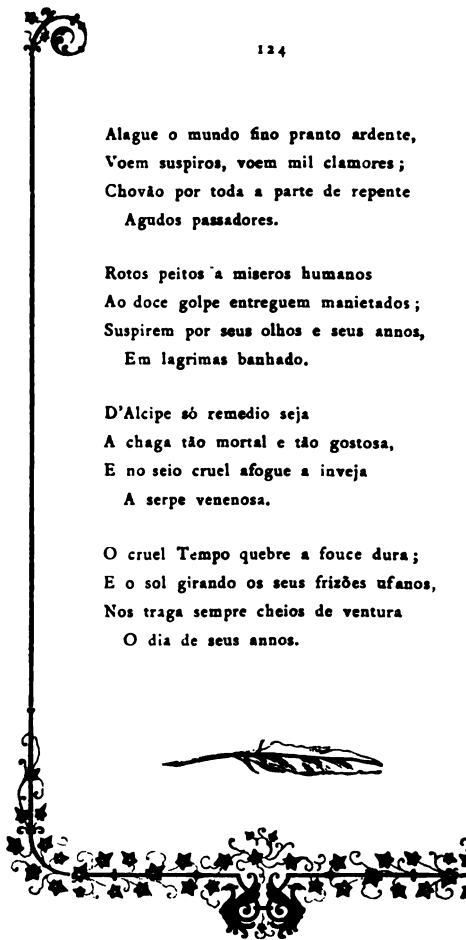 124
Alague o mundo fino pranto ardente,
Voem suspiros, voem mil clamores;
Chovão por toda a parte de repente
Agudos passadores.
Rotos peitos a miseros humanos
Ao doce golpe entreguem manietados;
Suspirem por seus olhos e seus annos,
Em lagrimas banhado.
D'Alcipe só remedio seja
A chaga tão mortal e tão gostosa,
E no seio cruel afogue a inveja
A serpe venenosa.
O cruel Tempo quebre a fouce dura;
E o sol girando os seus frizões ufanos,
Nos traga sempre cheios de ventura
O dia de seus annos.